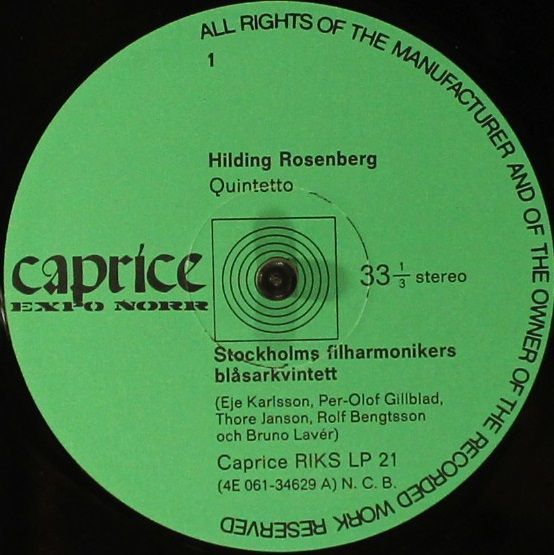 ALL RIGHTS OF THE MANUFACTURER AND OF THE OWNER OF THE RECORDED WORK RESERVED
1
Hilding Rosenberg
Quintetto
caprice
EXPO NORR
33 1/3 stereo
Stockholms filharmonikers
blåsarkvintett
(Eje Karlsson, Per-Olof Gillblad,
Thore Janson, Rolf Bengtsson
och Bruno Lavér)
Caprice RIKS LP 21
(4E 061-34629 A) N. C. B.